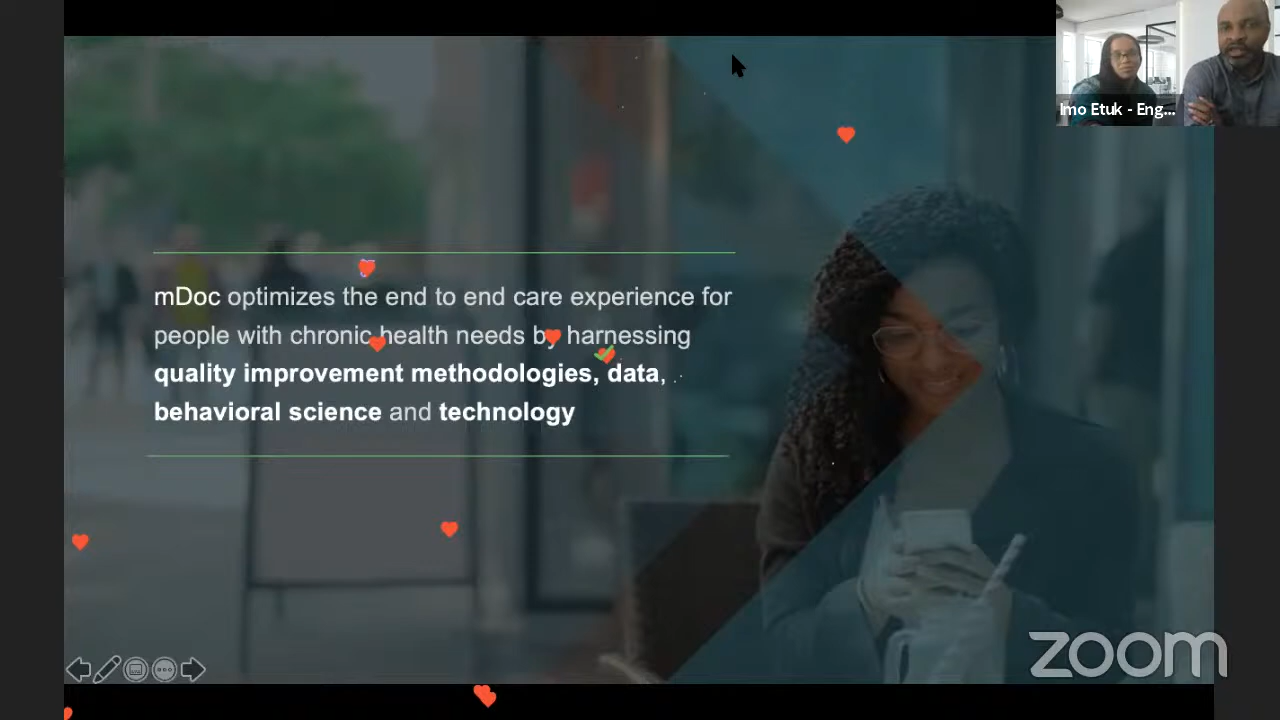 Imo Etuk - Eng...
mDoc optimizes the end to end care experience for
people with chronic health needs by harnessing
quality improvement methodologies, data,
behavioral science and technology
zoom